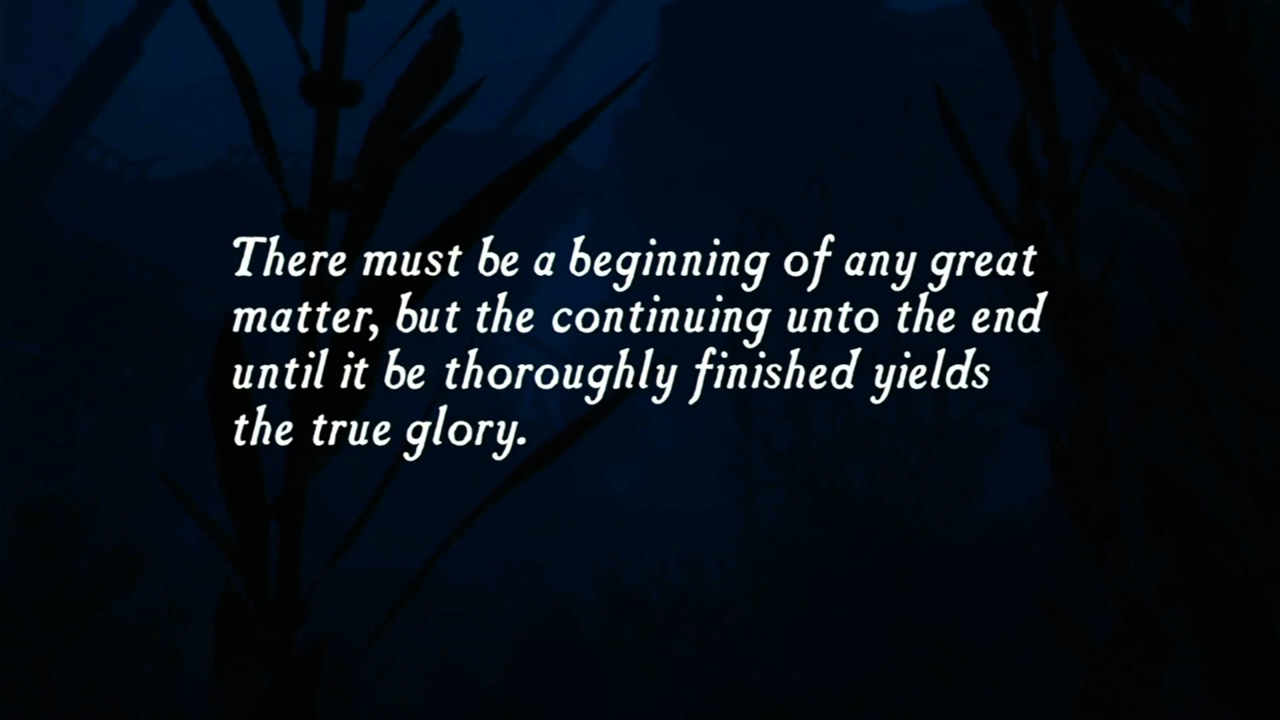 There must be a beginning of any great
matter, but the continuing unto the end
until it be thoroughly finished yields
the true glory.